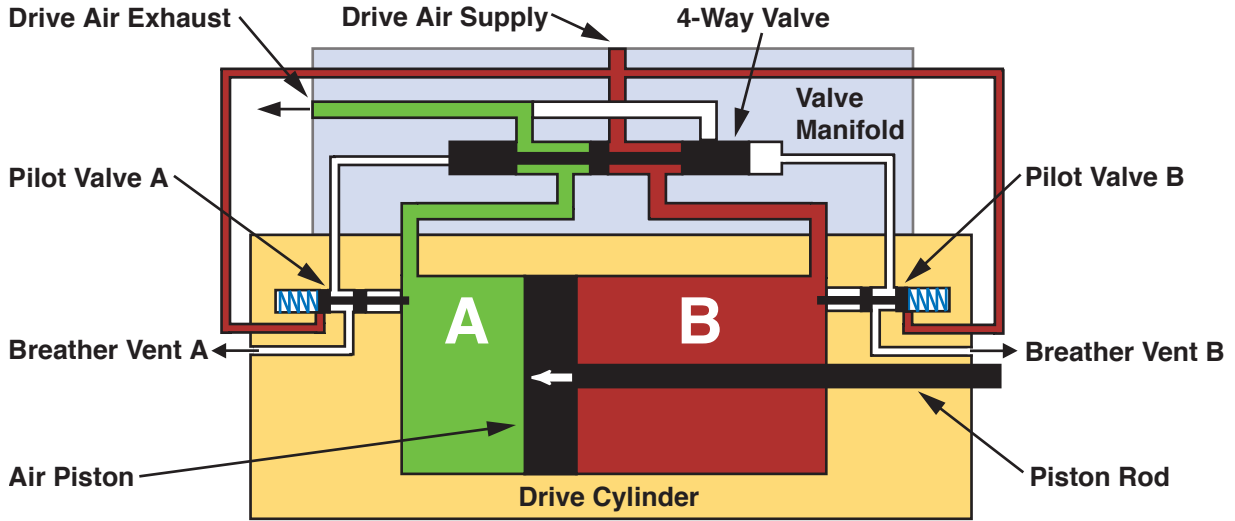 Drive Air Exhaust
Drive Air Supply
4-Way Valve
Valve
Manifold
Pilot Valve A
Pilot Valve B
A
B
Breather Vent A
Breather Vent B
Air Piston
Piston Rod
Drive Cylinder